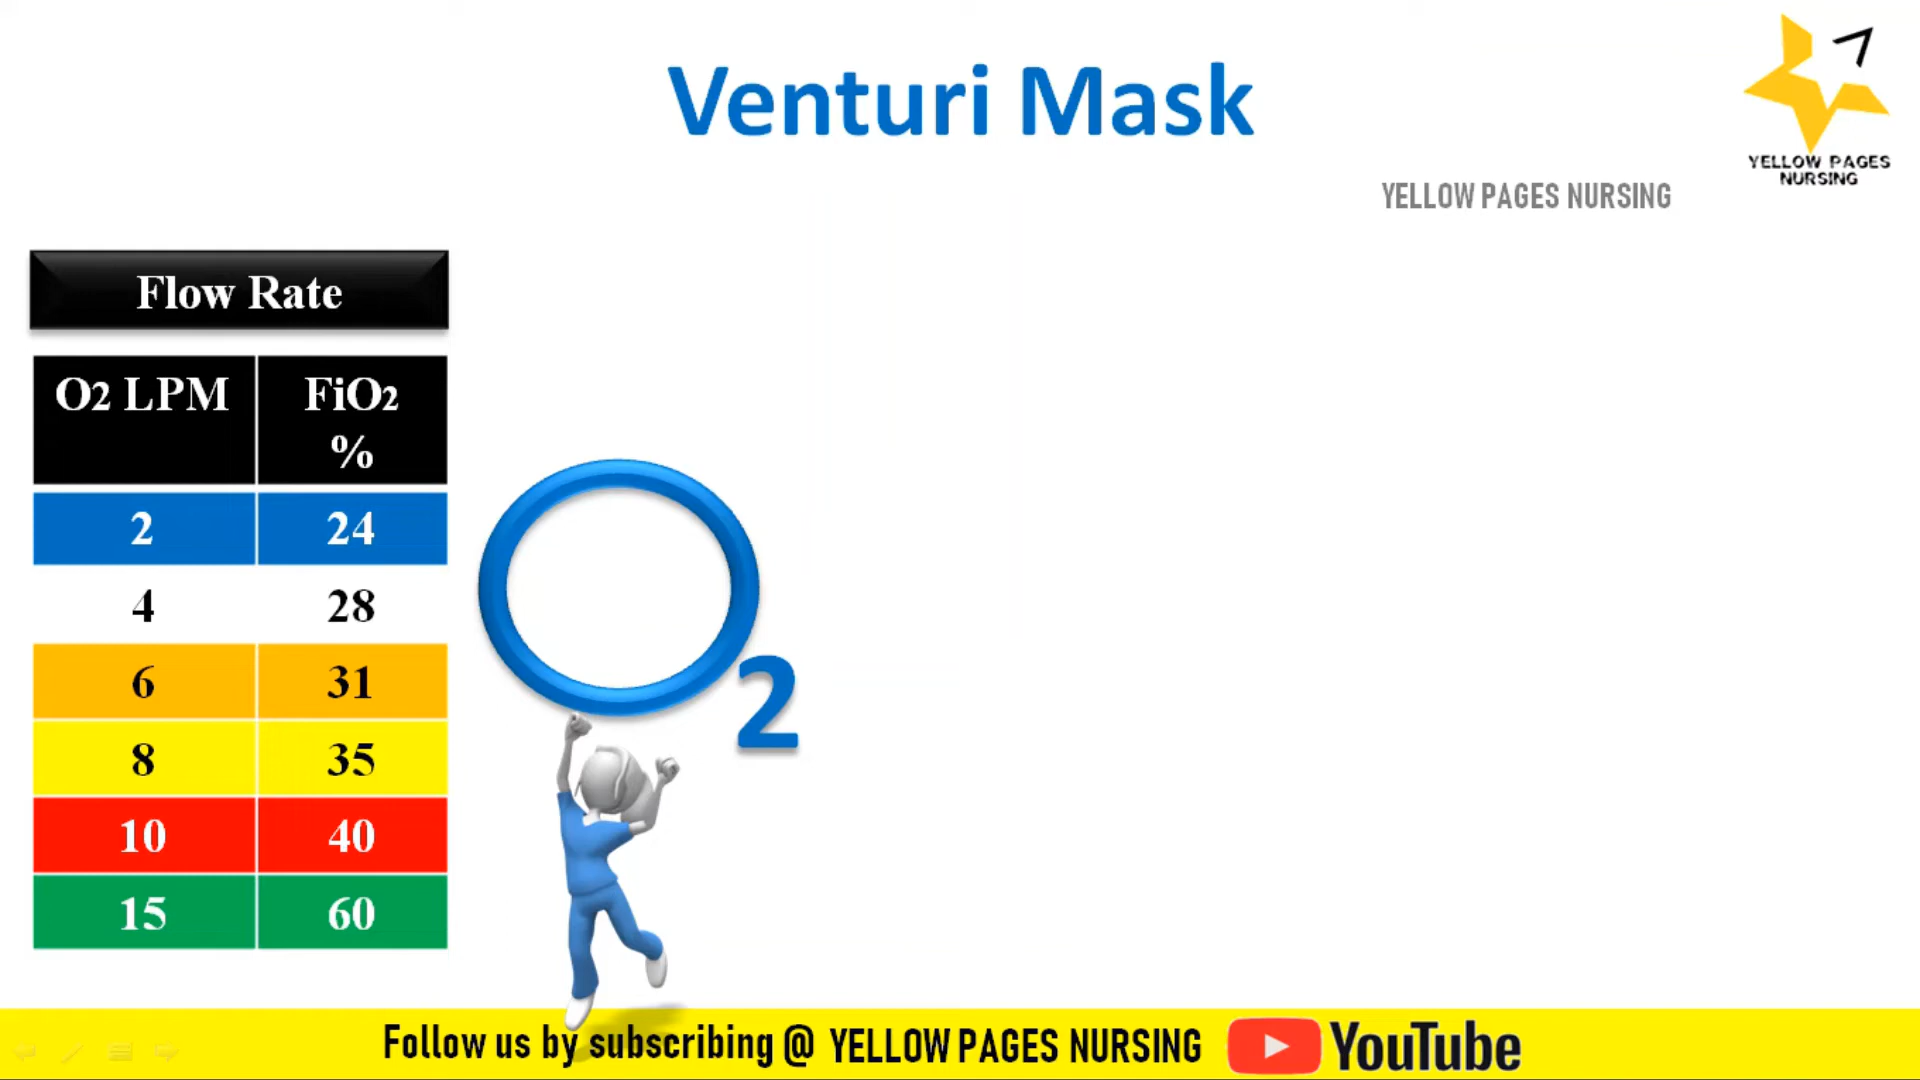 Venturi Mask
YELLOW PAGES
NURSING
YELLOW PAGES NURSING
Flow Rate
O2 LPM FiO2
%
2 24
4 28
6 31
8 35
10 40
15 60
O2
Follow us by subscribing @ YELLOW PAGES NURSING YouTube